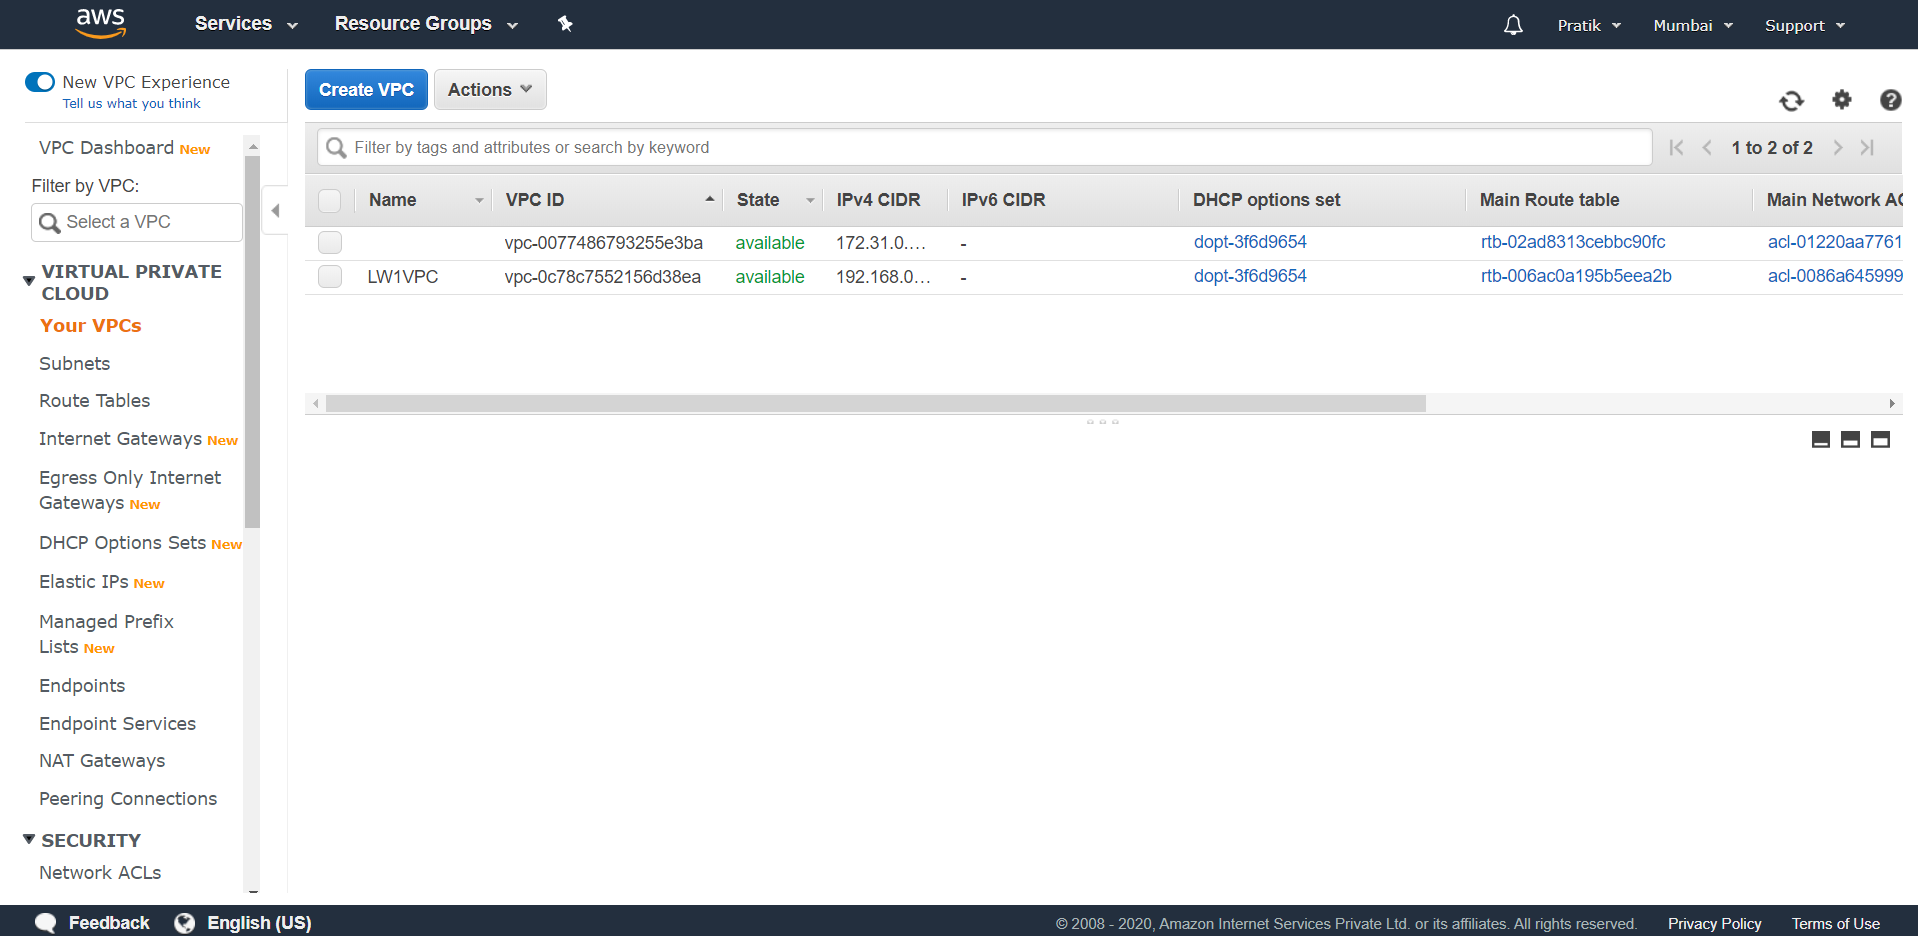 aws Services Resource Groups Pratik Mumbai Support
New VPC Experience
Tell us what you think
VPC Dashboard New
Filter by VPC:
Select a VPC
VIRTUAL PRIVATE
CLOUD
Your VPCs
Subnets
Route Tables
Internet Gateways New
Egress Only Internet
Gateways New
DHCP Options Sets New
Elastic IPs New
Managed Prefix
Lists New
Endpoints
Endpoint Services
NAT Gateways
Peering Connections
SECURITY
Network ACLs
Create VPC Actions
Filter by tags and attributes or search by keyword 1 to 2 of 2
Name VPC ID State IPv4 CIDR IPv6 CIDR DHCP options set Main Route table Main Network AC
vpc-0077486793255e3ba available 172.31.0.... - dopt-3f6d9654 rtb-02ad8313cebbc90fc acl-01220aa7761
LW1VPC vpc-0c78c7552156d38ea available 192.168.0... - dopt-3f6d9654 rtb-006ac0a195b5eea2b acl-0086a645999
Feedback English (US) © 2008 - 2020, Amazon Internet Services Private Ltd. or its affiliates. All rights reserved. Privacy Policy Terms of Use